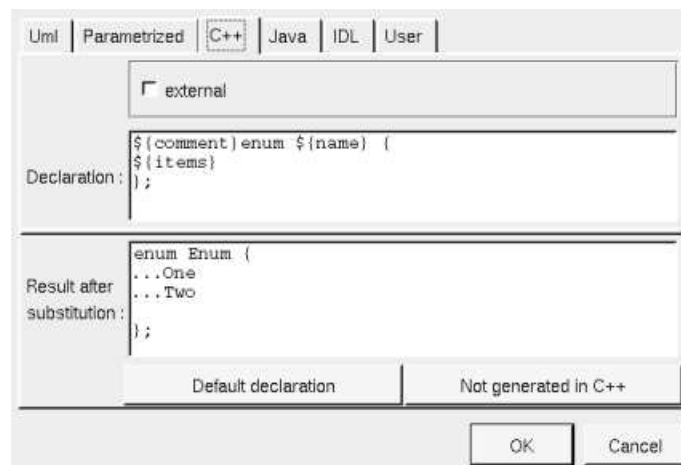 Uml Parametrized C++ Java IDL User
external
Declaration :
${comment}enum ${name} {
${items}
};
Result after
substitution :
enum Enum {
...One
...Two
};
Default declaration Not generated in C++
OK Cancel